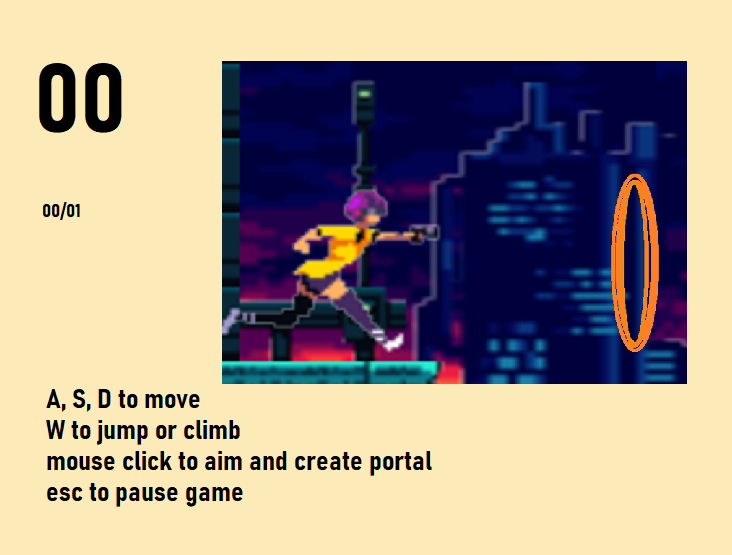 00
00/01
A, S, D to move
W to jump or climb
mouse click to aim and create portal
esc to pause game